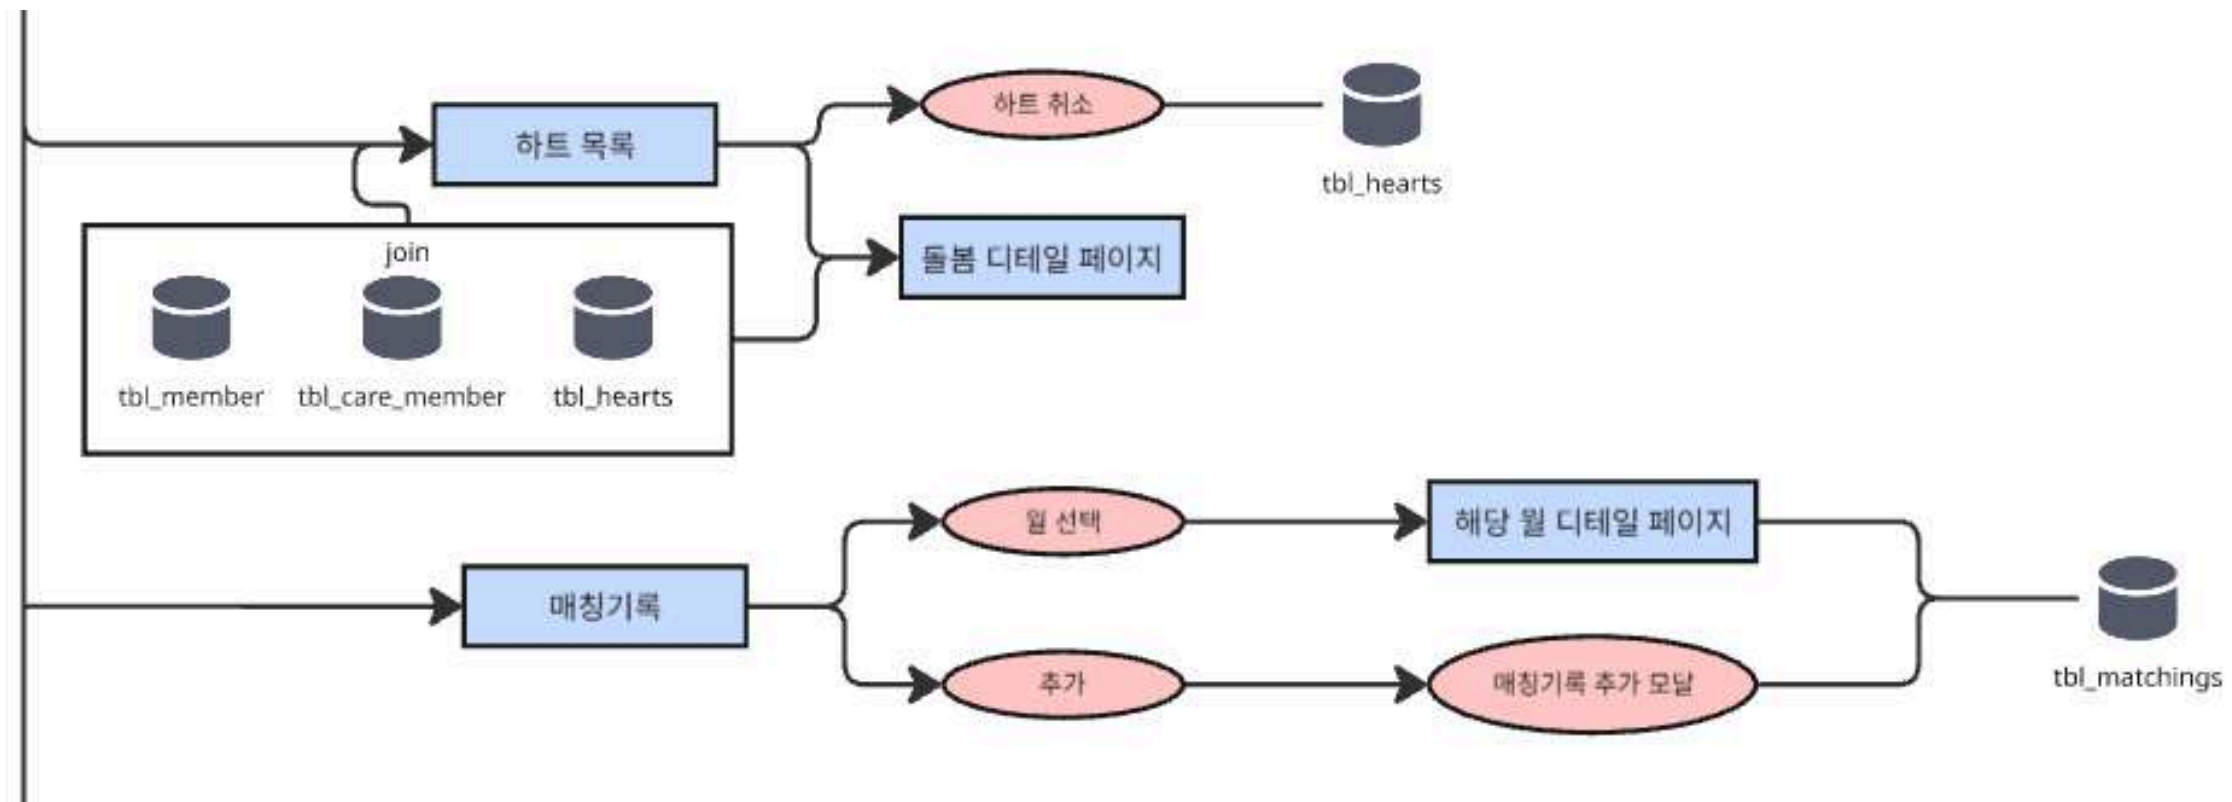 하트 목록
하트 취소
tbl_hearts
돌봄 디테일 페이지
join
tbl_member
tbl_care_member
tbl_hearts
매칭기록
월 선택
해당 월 디테일 페이지
추가
매칭기록 추가 모달
tbl_matchings